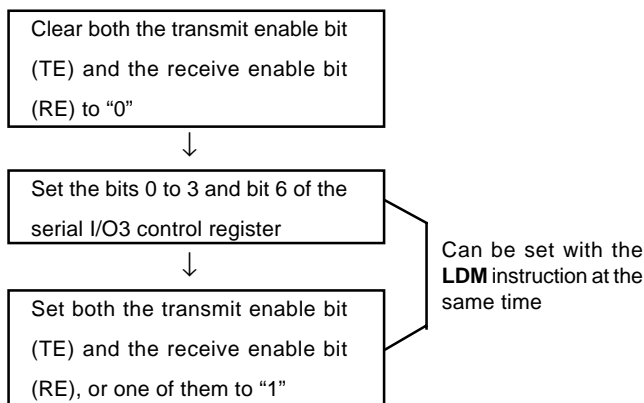 Clear both the transmit enable bit
(TE) and the receive enable bit
(RE) to “0”
↓
Set the bits 0 to 3 and bit 6 of the
serial I/O3 control register
↓
Set both the transmit enable bit
(TE) and the receive enable bit
(RE), or one of them to “1”
Can be set with the
LDM instruction at the
same time